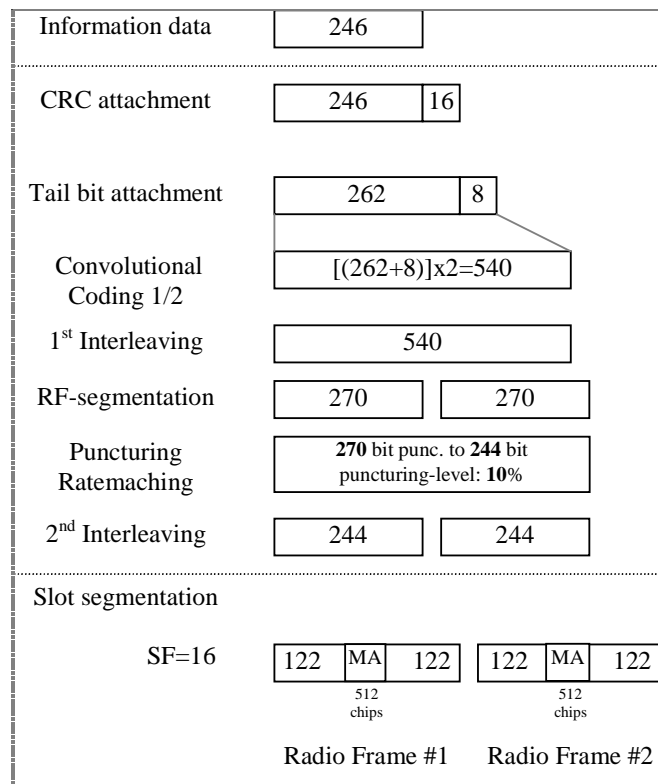 Information data
246
CRC attachment
246 16
Tail bit attachment
262 8
Convolutional
Coding 1/2
[(262+8)]x2=540
1st Interleaving
540
RF-segmentation
270 270
Puncturing
Ratemaching
270 bit punc. to 244 bit
puncturing-level: 10%
2nd Interleaving
244 244
Slot segmentation
SF=16
122 MA 122 122 MA 122
512 512
chips chips
Radio Frame #1 Radio Frame #2